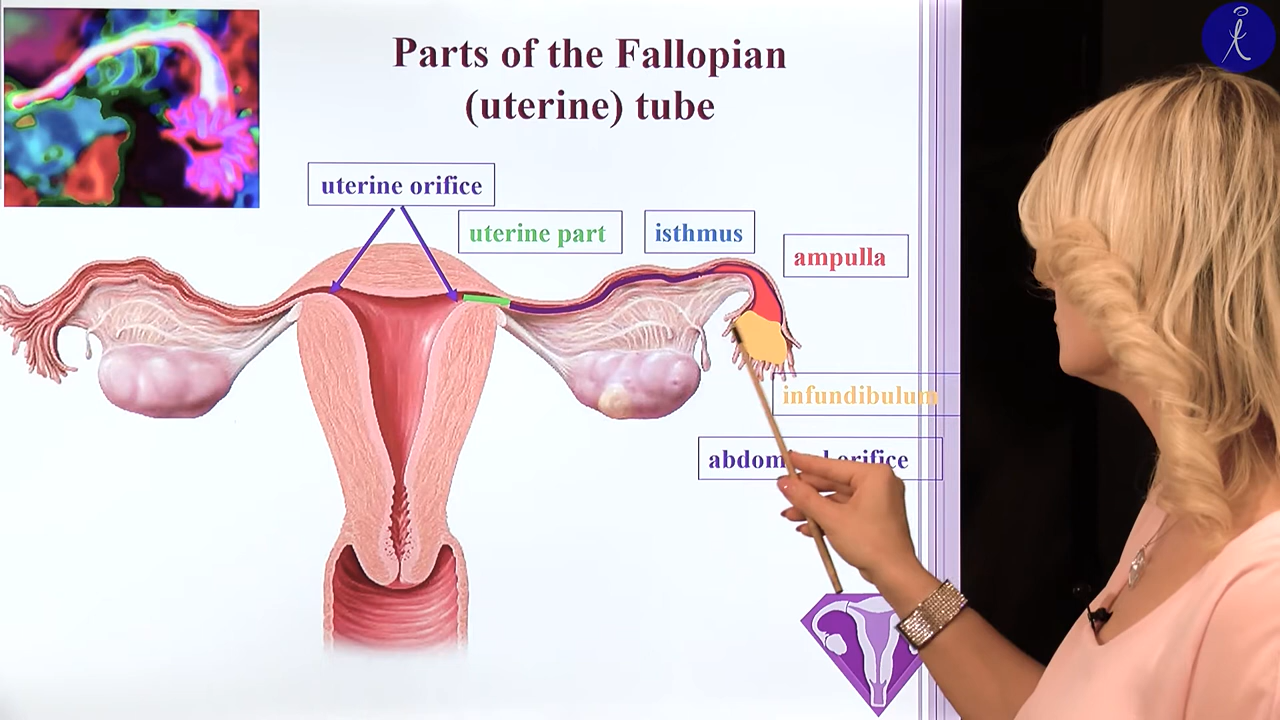 Parts of the Fallopian
(uterine) tube
uterine orifice
uterine part
isthmus
ampulla
infundibulum
orifice